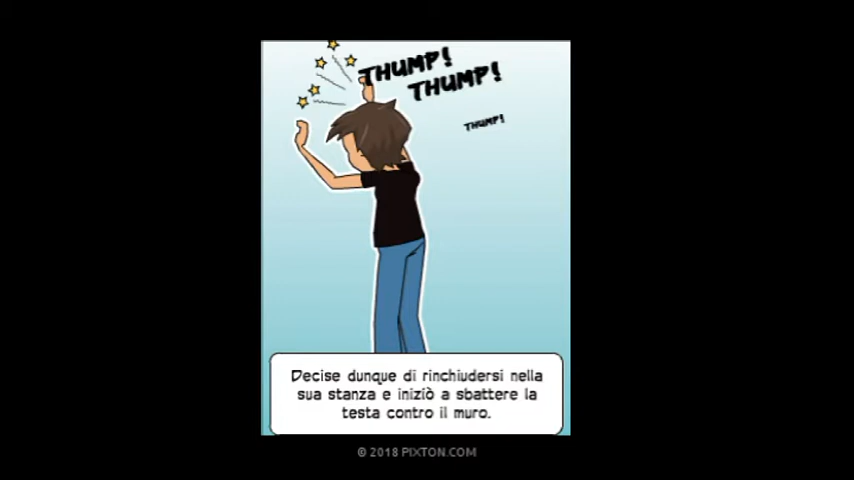 THUMP!
THUMP!
THUMP!
Decise dunque di rinchiudersi nella
sua stanza e iniziò a sbattere la
testa contro il muro.
© 2018 PIXTON.COM